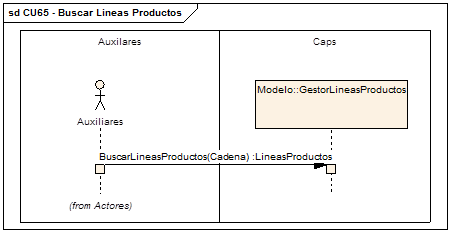 sd CU65 - Buscar Lineas Productos
Auxilares
Caps
Modelo::GestorLineasProductos
Auxiliares
BuscarLineasProductos(Cadena) :LineasProductos
(from Actores)